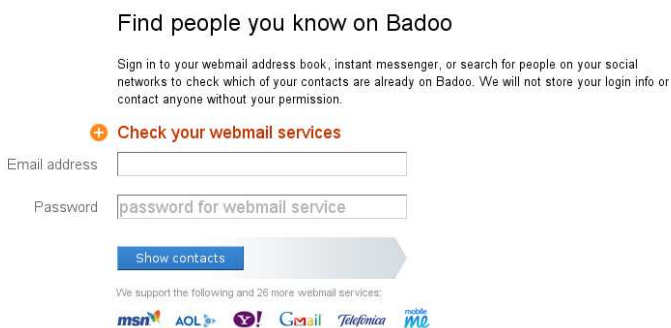 Find people you know on Badoo
Sign in to your webmail address book, instant messenger, or search for people on your social
networks to check which of your contacts are already on Badoo. We will not store your login info or
contact anyone without your permission.
Check your webmail services
Email address
Password password for webmail service
Show contacts
We support the following and 26 more webmail services:
msn AOL Y! Gmail Telefónica mobile me